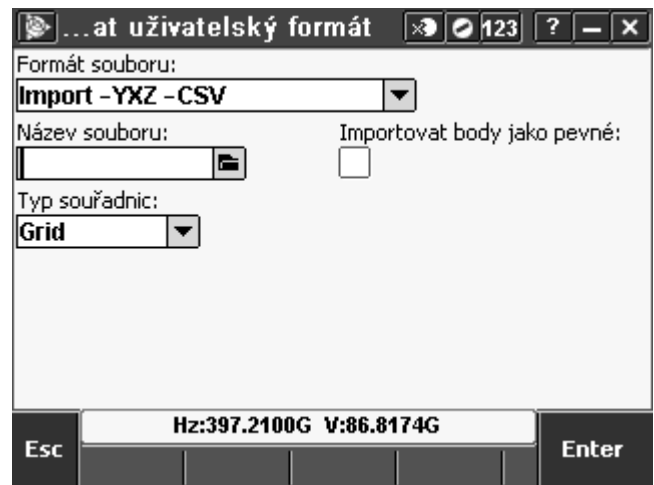 ...at uživatelský formát 123 ? – ×
Formát souboru:
Import –YXZ –CSV
Název souboru: Importovat body jako pevné:
Typ souřadnic:
Grid
Hz:397.2100G V:86.8174G
Esc Enter